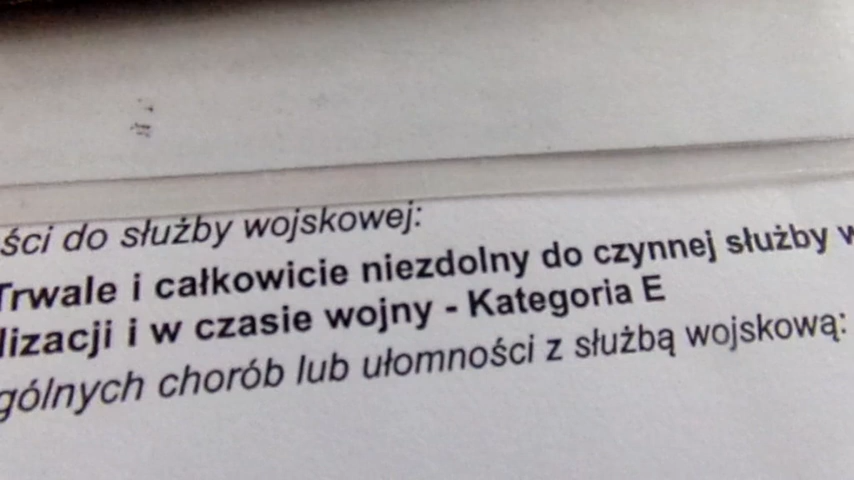 ści do służby wojskowej:
Trwale i całkowicie niezdolny do czynnej służby w
lizacji i w czasie wojny - Kategoria E
gólnych chorób lub ułomności z służbą wojskową: